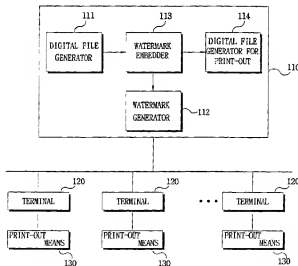 111
113
114
DIGITAL FILE
GENERATOR
WATERMARK
EMBEDDER
DIGITAL FILE
GENERATOR FOR
PRINT-OUT
110
WATERMARK
GENERATOR
112
120
120
120
TERMINAL
TERMINAL
• • •
TERMINAL
PRINT-OUT
MEANS
PRINT-OUT
MEANS
PRINT-OUT
MEANS
130
130
130